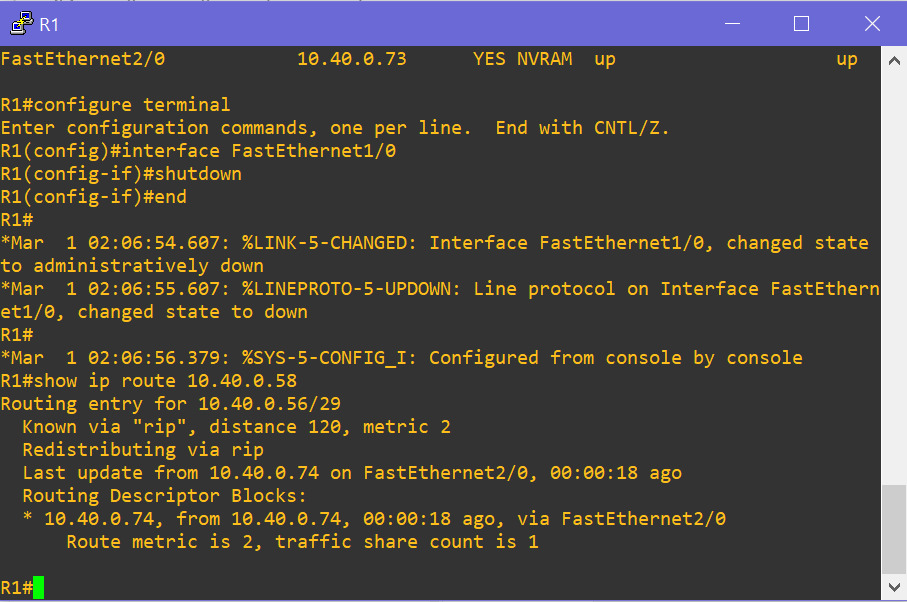 R1
FastEthernet2/0            10.40.0.73      YES NVRAM  up                    up
R1#configure terminal
Enter configuration commands, one per line.  End with CNTL/Z.
R1(config)#interface FastEthernet1/0
R1(config-if)#shutdown
R1(config-if)#end
R1#
*Mar  1 02:06:54.607: %LINK-5-CHANGED: Interface FastEthernet1/0, changed state
to administratively down
*Mar  1 02:06:55.607: %LINEPROTO-5-UPDOWN: Line protocol on Interface FastEthern
et1/0, changed state to down
R1#
*Mar  1 02:06:56.379: %SYS-5-CONFIG_I: Configured from console by console
R1#show ip route 10.40.0.58
Routing entry for 10.40.0.56/29
  Known via "rip", distance 120, metric 2
  Redistributing via rip
  Last update from 10.40.0.74 on FastEthernet2/0, 00:00:18 ago
  Routing Descriptor Blocks:
  * 10.40.0.74, from 10.40.0.74, 00:00:18 ago, via FastEthernet2/0
      Route metric is 2, traffic share count is 1
R1#